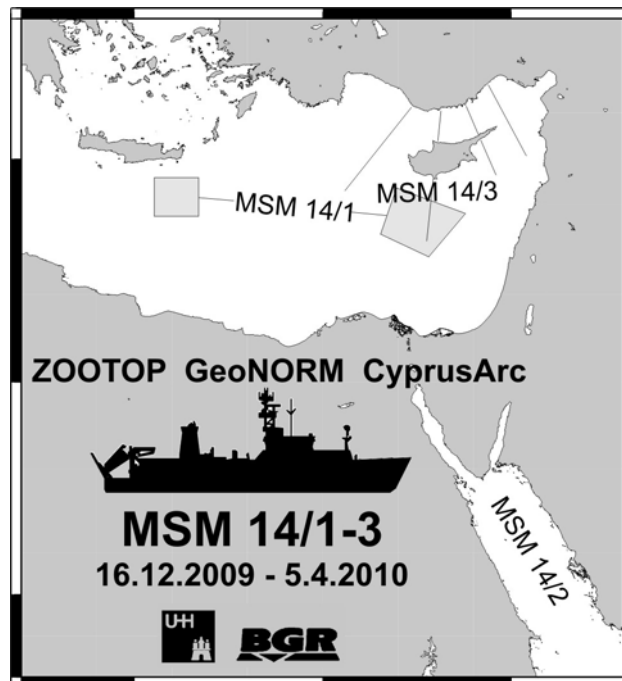 MSM 14/1
MSM 14/3
ZOOTOP GeoNORM CyprusArc
MSM 14/1-3
16.12.2009 - 5.4.2010
MSM 14/2
UH
BGR